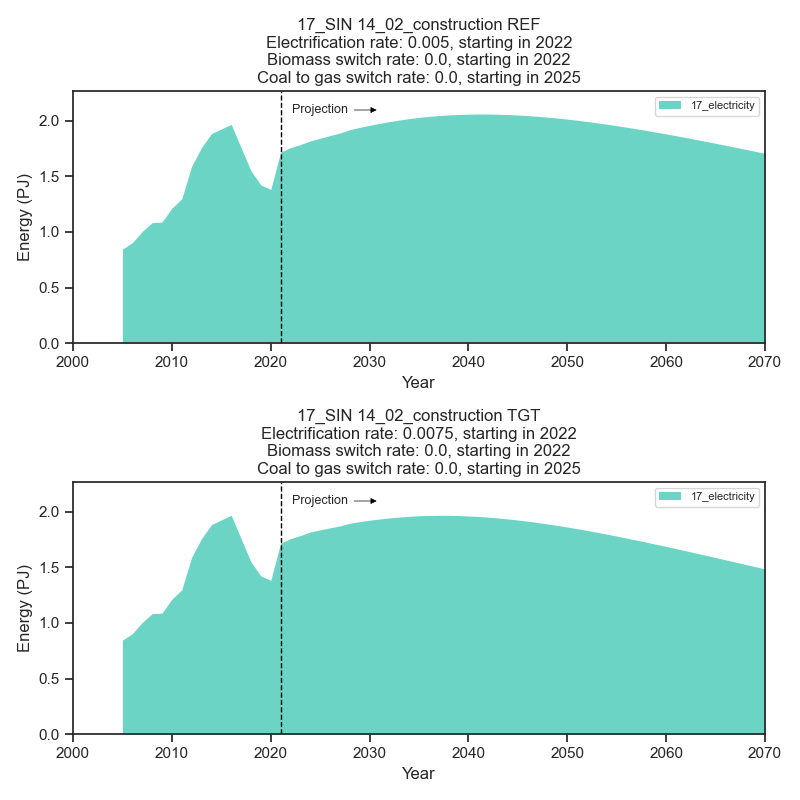 17_SIN 14_02_construction REF
Electrification rate: 0.005, starting in 2022
Biomass switch rate: 0.0, starting in 2022
Coal to gas switch rate: 0.0, starting in 2025
Projection
17_electricity
2.0
1.5
1.0
0.5
0.0
Energy (PJ)
2000 2010 2020 2030 2040 2050 2060 2070
Year
17_SIN 14_02_construction TGT
Electrification rate: 0.0075, starting in 2022
Biomass switch rate: 0.0, starting in 2022
Coal to gas switch rate: 0.0, starting in 2025
Projection
17_electricity
2.0
1.5
1.0
0.5
0.0
Energy (PJ)
2000 2010 2020 2030 2040 2050 2060 2070
Year